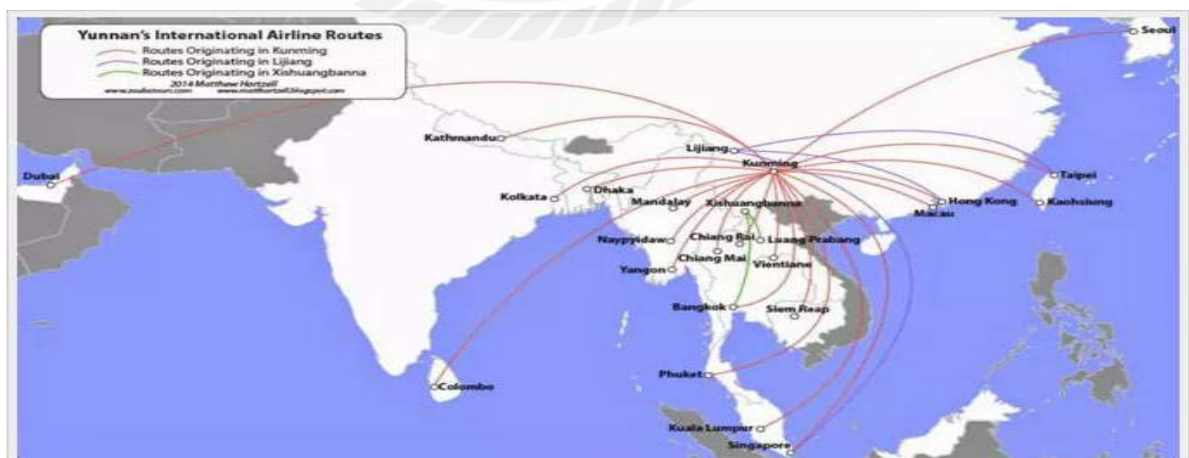 Yunnan's International Airline Routes
Routes Originating in Kunming
Routes Originating in Lijiang
Routes Originating in Xishuangbanna
2014 Matthew Hartzell
Seoul
Kathmandu
Lijiang
Kunming
Dubai
Taipei
Dhaka
Kolkata
Mandalay
Xishuangbanna
Hong Kong
Kaohsiung
Macau
Naypyidaw
Chiang Rai
Luang Prabang
Chiang Mai
Vientiane
Yangon
Bangkok
Siem Reap
Phuket
Colombo
Kuala Lumpur
Singapore